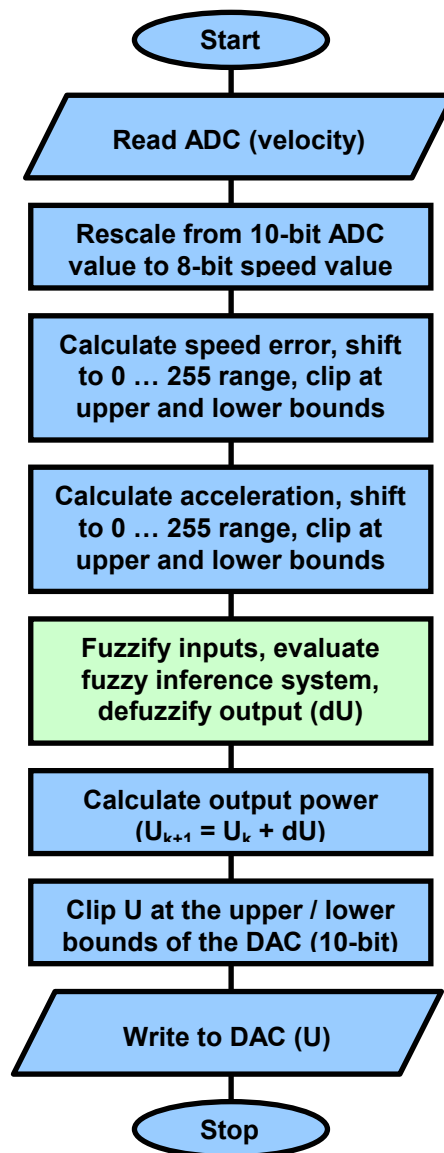 Start
Read ADC (velocity)
Rescale from 10-bit ADC
value to 8-bit speed value
Calculate speed error, shift
to 0 … 255 range, clip at
upper and lower bounds
Calculate acceleration, shift
to 0 … 255 range, clip at
upper and lower bounds
Fuzzify inputs, evaluate
fuzzy inference system,
defuzzify output (dU)
Calculate output power
(Uk+1 = Uk + dU)
Clip U at the upper / lower
bounds of the DAC (10-bit)
Write to DAC (U)
Stop